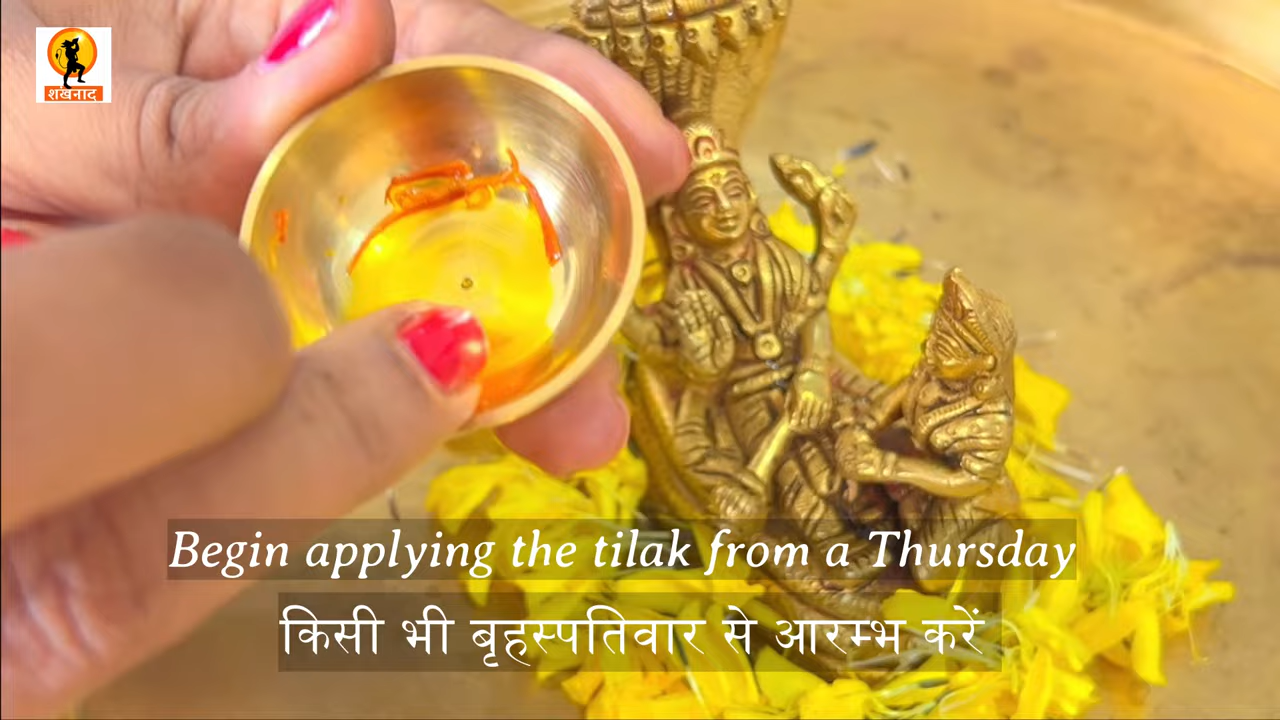 शंखनाद
Begin applying the tilak from a Thursday
किसी भी बृहस्पतिवार से आरम्भ करें